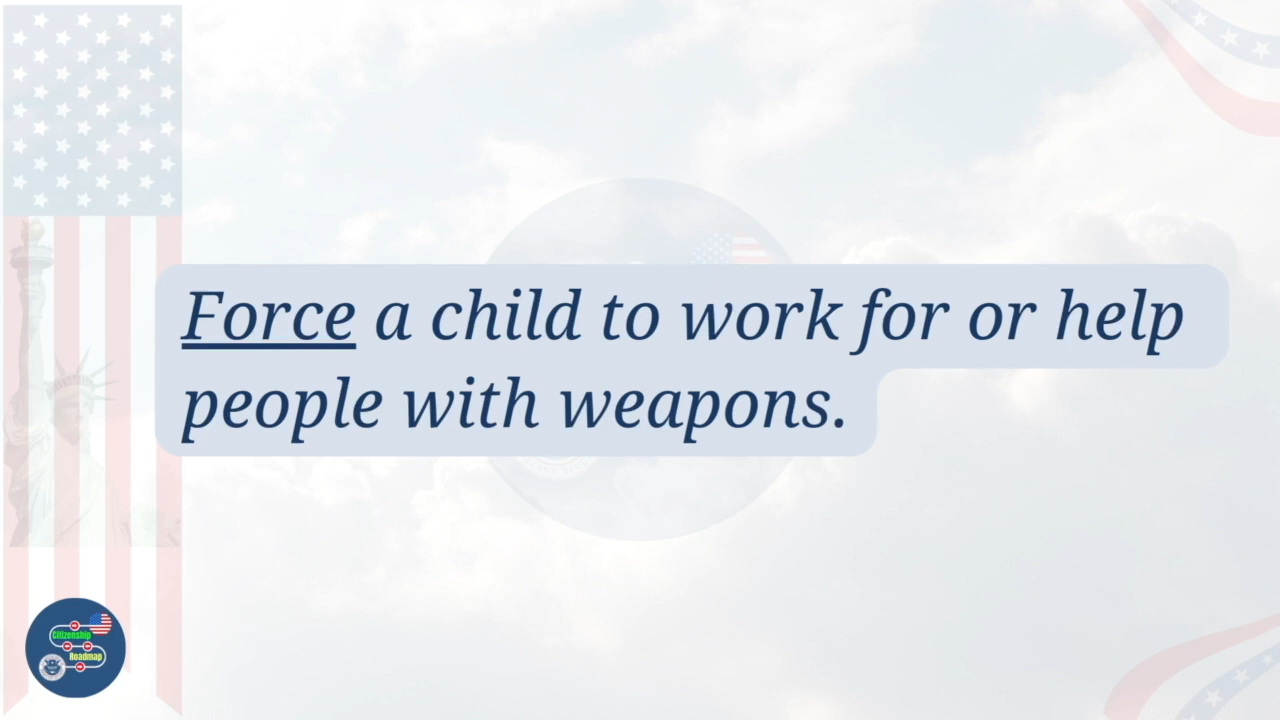 Force a child to work for or help
people with weapons.
Citizenship
Roadmap